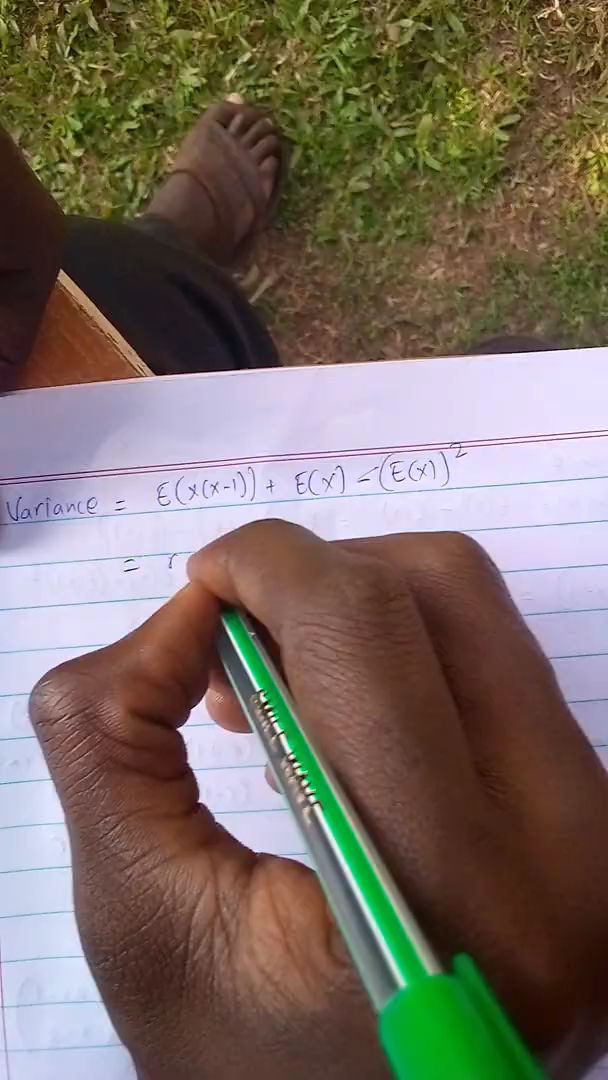 Variance = E(x(x-1)) + E(x) - (E(x))²
=